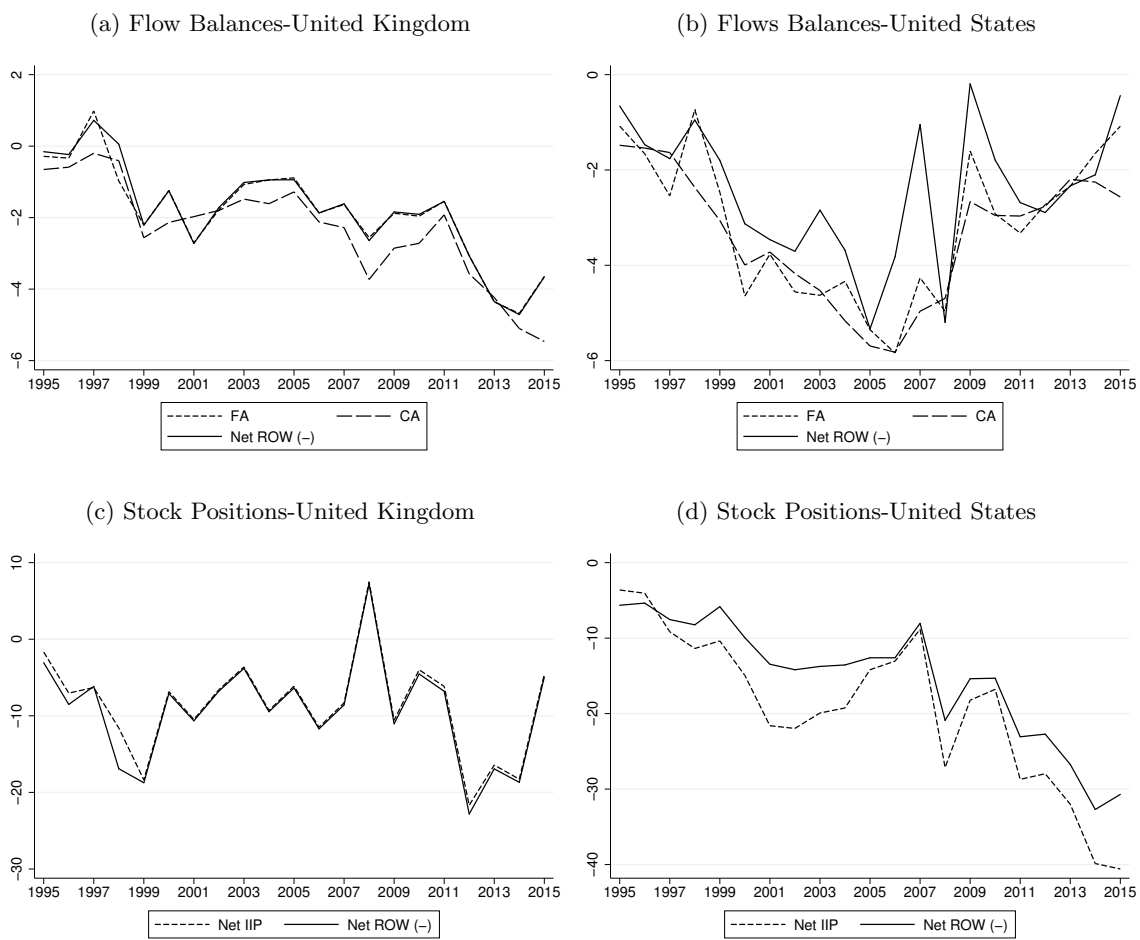 (a) Flow Balances-United Kingdom
2
0
−2
−4
−6
1995 1997 1999 2001 2003 2005 2007 2009 2011 2013 2015
FA CA
Net ROW (−)
(b) Flows Balances-United States
0
−2
−4
−6
1995 1997 1999 2001 2003 2005 2007 2009 2011 2013 2015
FA CA
Net ROW (−)
(c) Stock Positions-United Kingdom
10
0
−10
−20
−30
1995 1997 1999 2001 2003 2005 2007 2009 2011 2013 2015
Net IIP Net ROW (−)
(d) Stock Positions-United States
0
−10
−20
−30
−40
1995 1997 1999 2001 2003 2005 2007 2009 2011 2013 2015
Net IIP Net ROW (−)